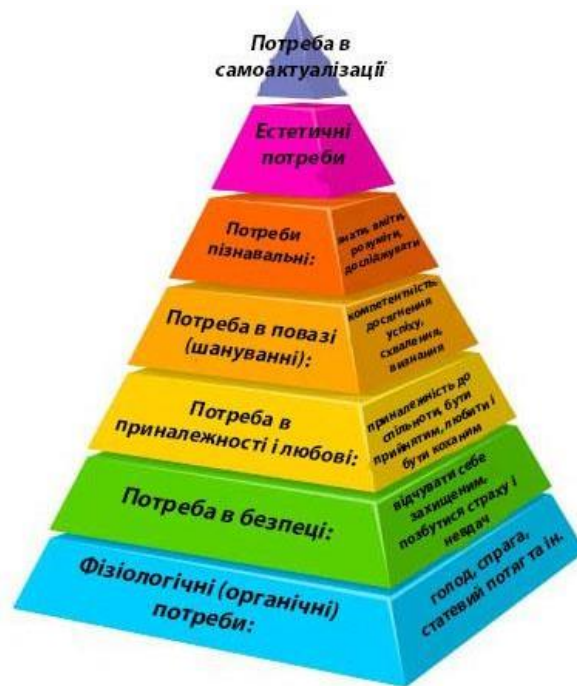 Потреба в
самоактуалізації
Естетичні
потреби
Потреби
пізнавальні:
знати, вміти,
розуміти,
досліджувати
Потреба в повазі
(шануванні):
компетентність,
досягнення
успіху,
схвалення,
визнання
Потреба в
приналежності і любові:
приналежність до
спільноти, бути
прийнятим, любити і
бути коханим
Потреба в безпеці:
відчувати себе
захищеним,
позбутися страху і
невдач
Фізіологічні (органічні)
потреби:
голод, спрага,
статевий потяг та ін.